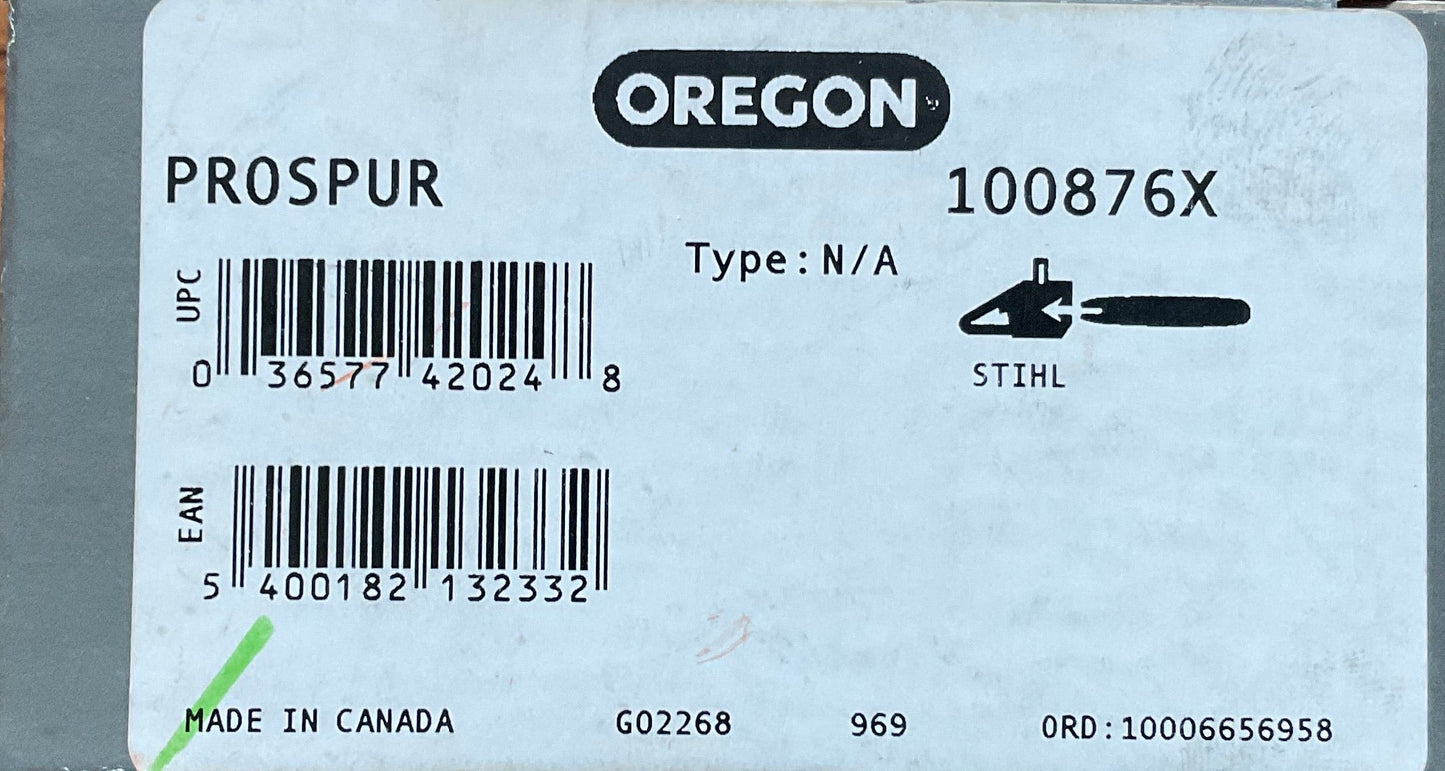 OREGON
PROSPUR
100876X
Type:N/A
UPC
0 36577 42024 8
STIHL
EAN
5 400182 132332
MADE IN CANADA G02268 969 ORD:10006656958